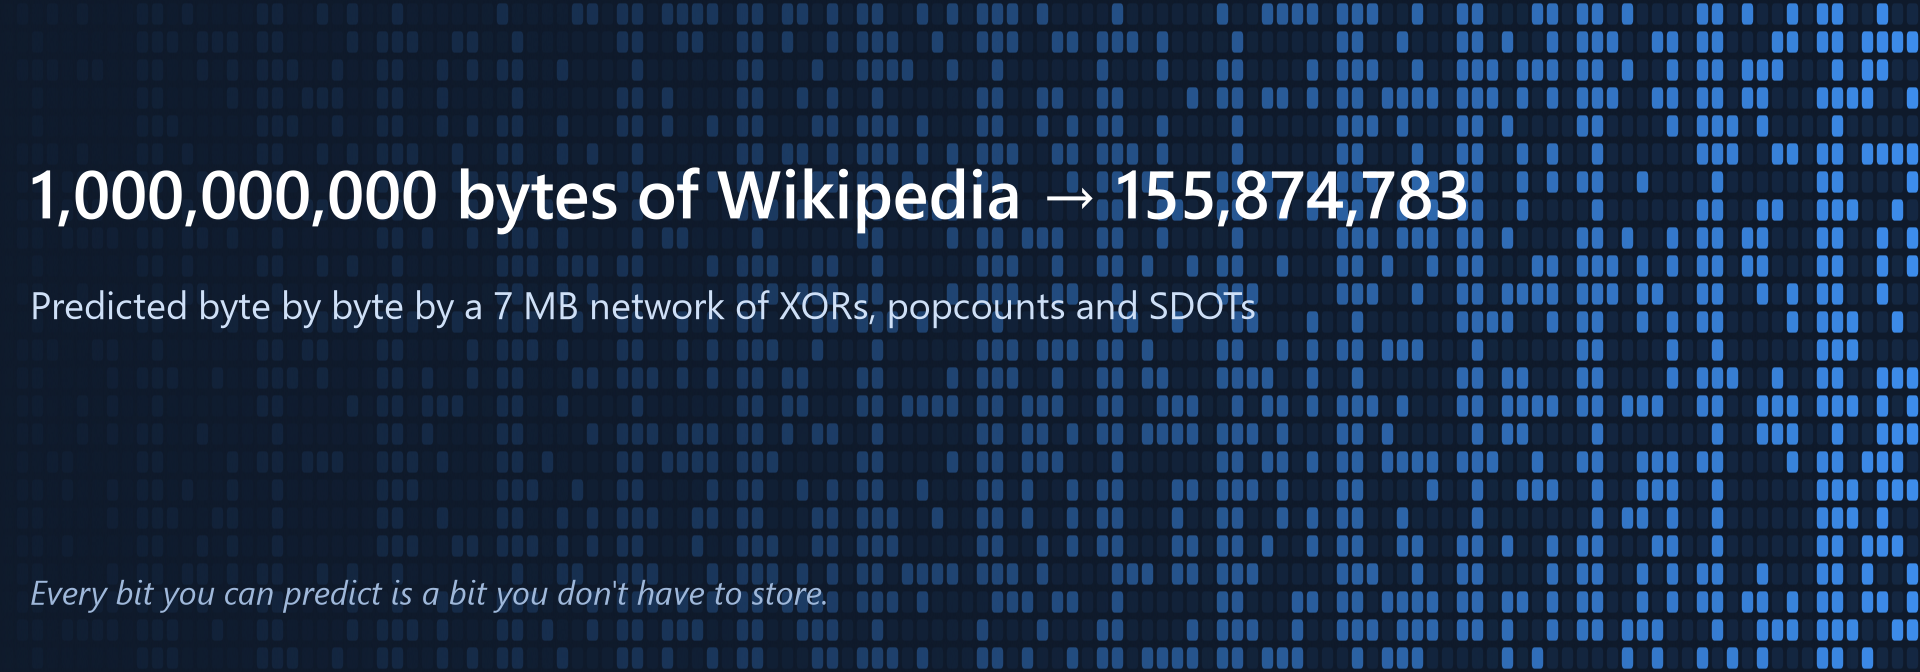 1,000,000,000 bytes of Wikipedia → 155,874,783
Predicted byte by byte by a 7 MB network of XORs, popcounts and SDOTs
Every bit you can predict is a bit you don't have to store.